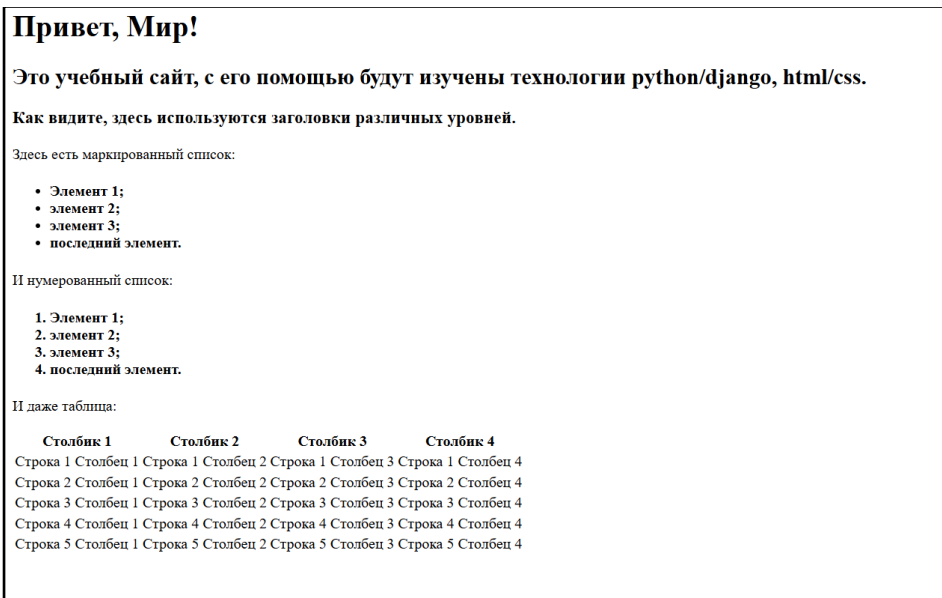 Привет, Мир!
Это учебный сайт, с его помощью будут изучены технологии python/django, html/css.
Как видите, здесь используются заголовки различных уровней.
Здесь есть маркированный список:
• Элемент 1;
• элемент 2;
• элемент 3;
• последний элемент.
И нумерованный список:
1. Элемент 1;
2. элемент 2;
3. элемент 3;
4. последний элемент.
И даже таблица:
Столбик 1 Столбик 2 Столбик 3 Столбик 4
Строка 1 Столбец 1 Строка 1 Столбец 2 Строка 1 Столбец 3 Строка 1 Столбец 4
Строка 2 Столбец 1 Строка 2 Столбец 2 Строка 2 Столбец 3 Строка 2 Столбец 4
Строка 3 Столбец 1 Строка 3 Столбец 2 Строка 3 Столбец 3 Строка 3 Столбец 4
Строка 4 Столбец 1 Строка 4 Столбец 2 Строка 4 Столбец 3 Строка 4 Столбец 4
Строка 5 Столбец 1 Строка 5 Столбец 2 Строка 5 Столбец 3 Строка 5 Столбец 4